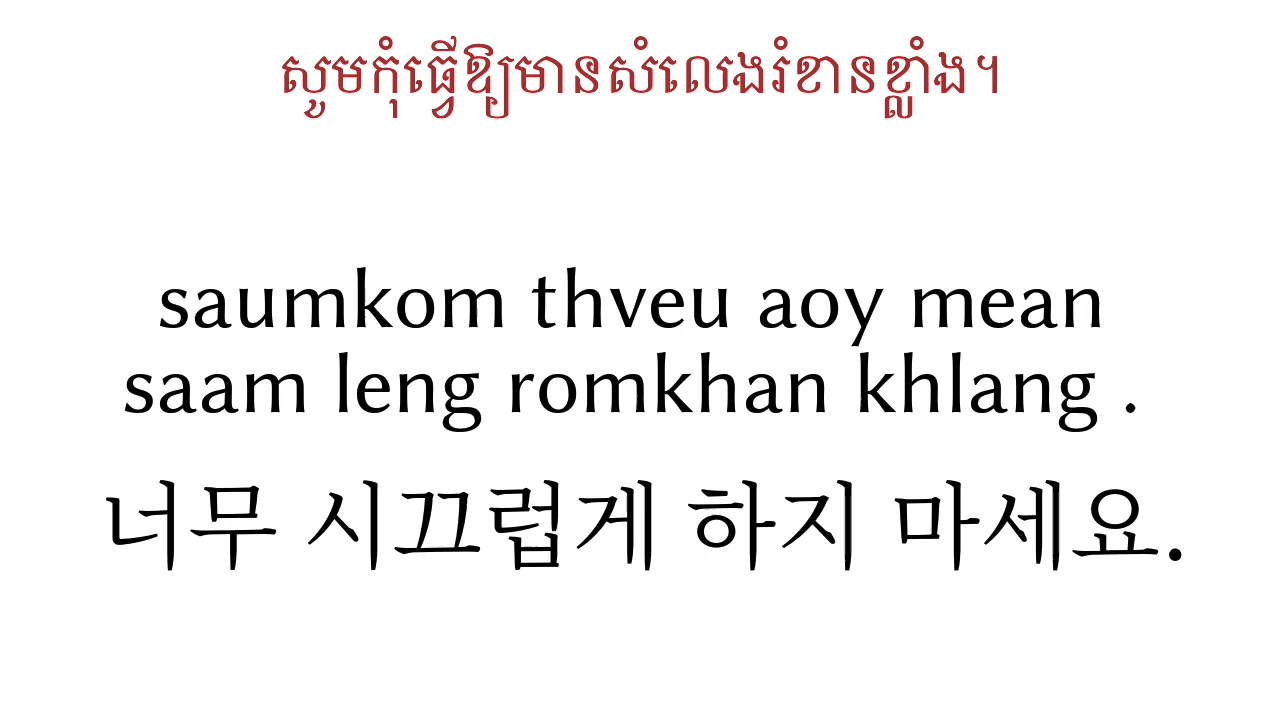 សូមកុំធ្វើឱ្យមានសំលេងរំខានខ្លាំង។
saumkom thveu aoy mean
saam leng romkhan khlang .
너무 시끄럽게 하지 마세요.